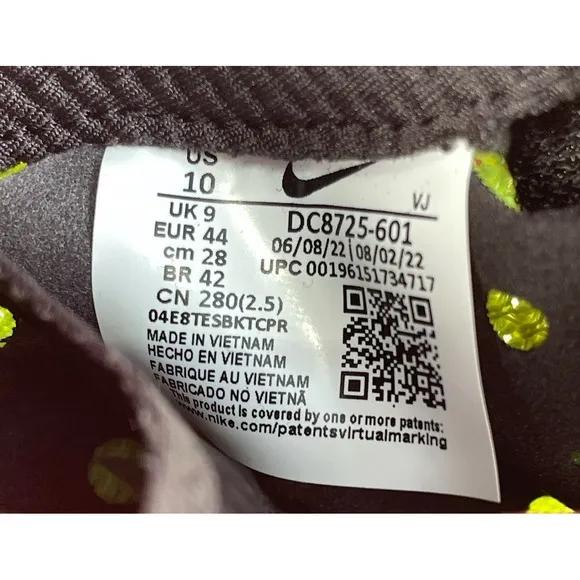 US
10
UK 9
EUR 44
cm 28
BR 42
CN 280(2.5)
04E8TESBKTCPR
VJ
DC8725-601
06/08/22|08/02/22
UPC 00196151734717
MADE IN VIETNAM
HECHO EN VIETNAM
FABRIQUE AU VIETNAM
FABRICADO NO VIETNÃ
This product is covered by one or more patents:
www.nike.com/patentsvirtualmarking